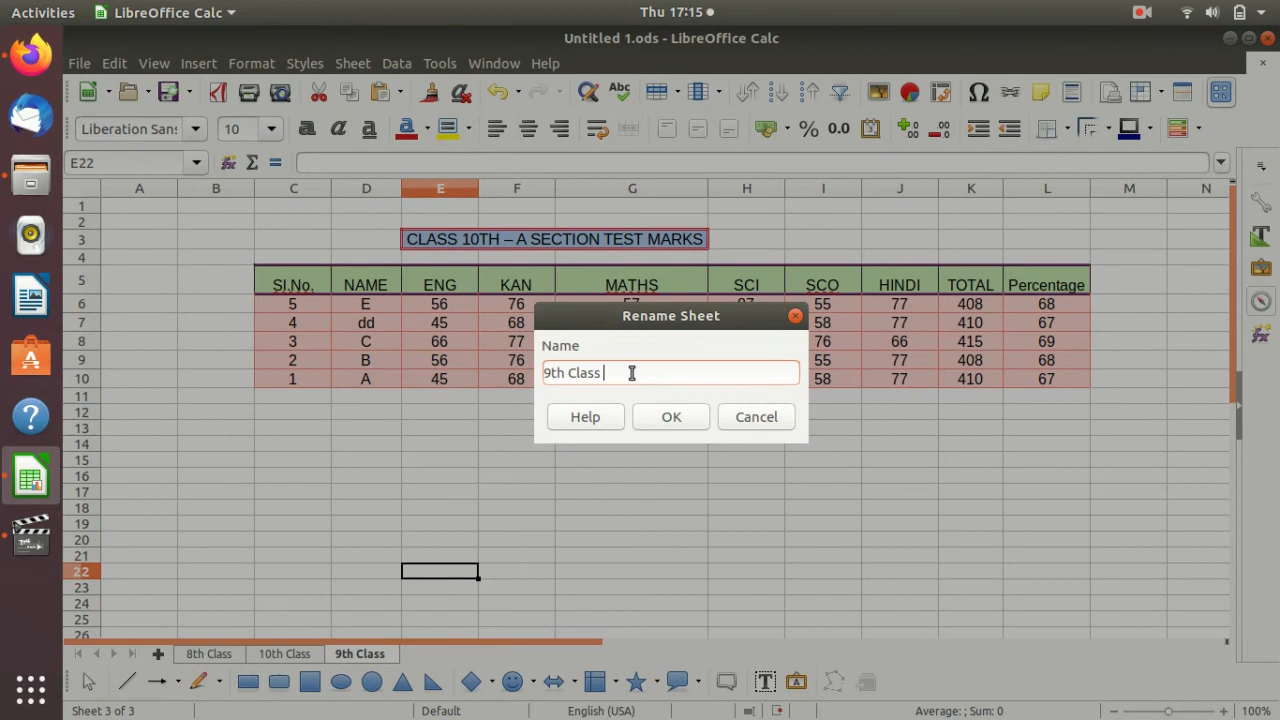 Activities LibreOffice Calc Thu 17:15
Untitled 1.ods - LibreOffice Calc
File Edit View Insert Format Styles Sheet Data Tools Window Help
Liberation Sans 10
E22
A B C D E F G H I J K L M N
1
2
3 CLASS 10TH – A SECTION TEST MARKS
4
5 Sl.No. NAME ENG KAN MATHS SCI SCO HINDI TOTAL Percentage
6 5 E 56 76 55 77 408 68
7 4 dd 45 68 58 77 410 67
8 3 C 66 77 76 66 415 69
9 2 B 56 76 55 77 408 68
10 1 A 45 68 58 77 410 67
11
12
13
14
15
16
17
18
19
20
21
22
23
24
25
26
Rename Sheet
Name
9th Class
Help OK Cancel
8th Class 10th Class 9th Class
Sheet 3 of 3 Default English (USA) Average: ; Sum: 0 100%